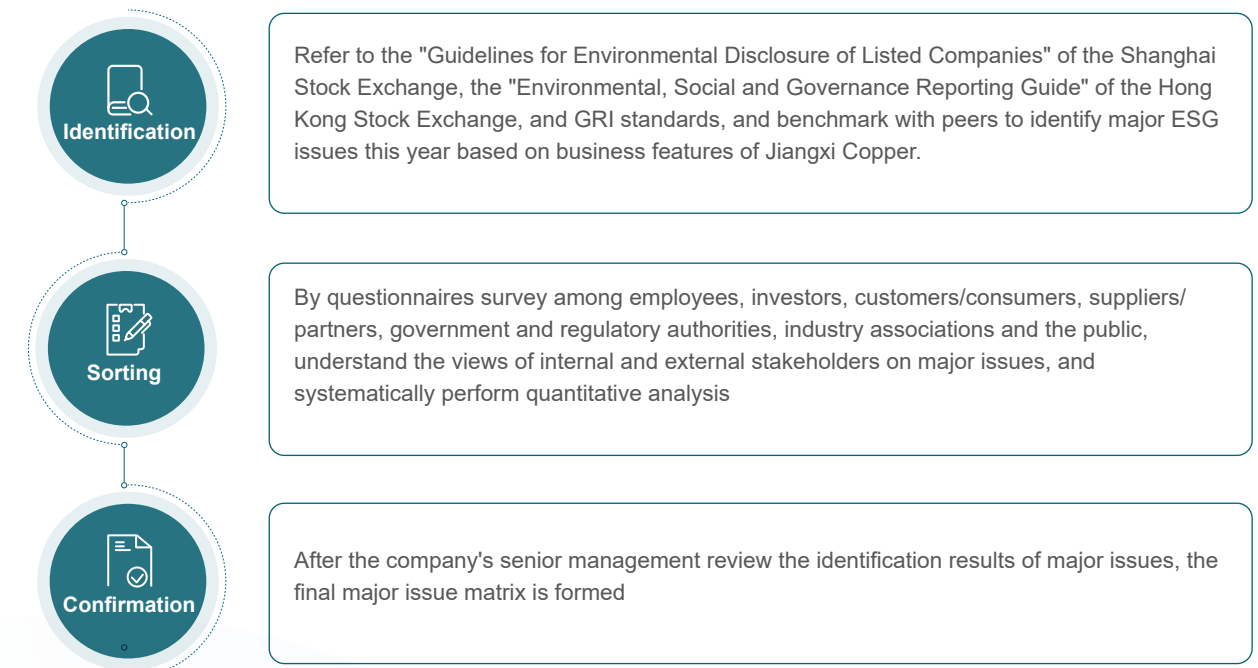 Identification
Refer to the "Guidelines for Environmental Disclosure of Listed Companies" of the Shanghai
Stock Exchange, the "Environmental, Social and Governance Reporting Guide" of the Hong
Kong Stock Exchange, and GRI standards, and benchmark with peers to identify major ESG
issues this year based on business features of Jiangxi Copper.
Sorting
By questionnaires survey among employees, investors, customers/consumers, suppliers/
partners, government and regulatory authorities, industry associations and the public,
understand the views of internal and external stakeholders on major issues, and
systematically perform quantitative analysis
Confirmation
After the company's senior management review the identification results of major issues, the
final major issue matrix is formed